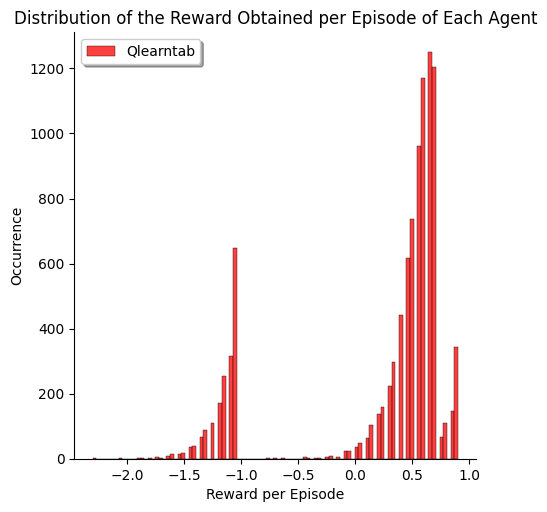 Distribution of the Reward Obtained per Episode of Each Agent
Qlearntab
1200
1000
800
600
400
200
0
Occurrence
−2.0 −1.5 −1.0 −0.5 0.0 0.5 1.0
Reward per Episode